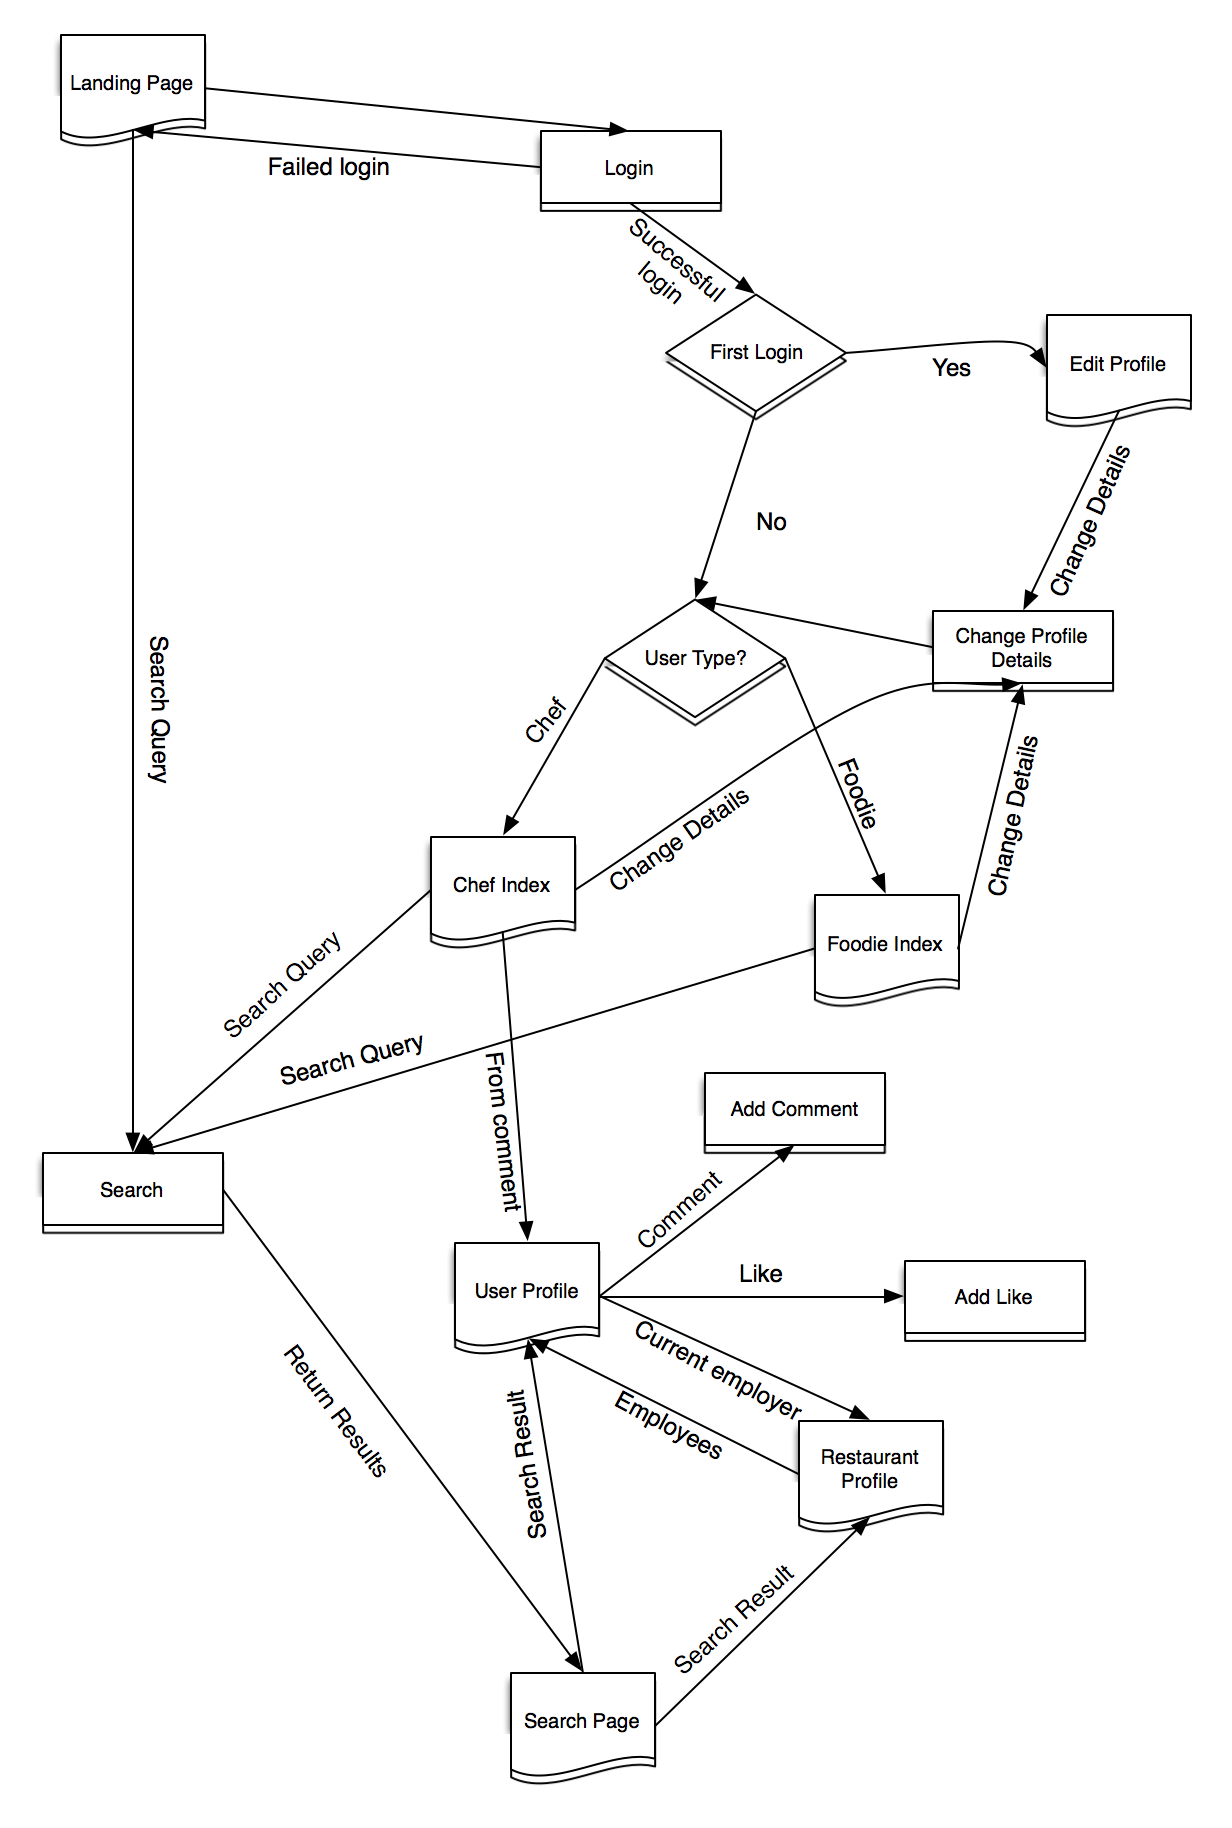 Landing Page
Failed login
Login
Successful
login
First Login
Yes
Edit Profile
No
Change Details
Search Query
User Type?
Change Profile
Details
Chef
Foodie
Change Details
Change Details
Chef Index
Foodie Index
Search Query
Search Query
From comment
Add Comment
Search
Comment
User Profile
Like
Add Like
Return Results
Current employer
Employees
Search Result
Restaurant
Profile
Search Result
Search Page